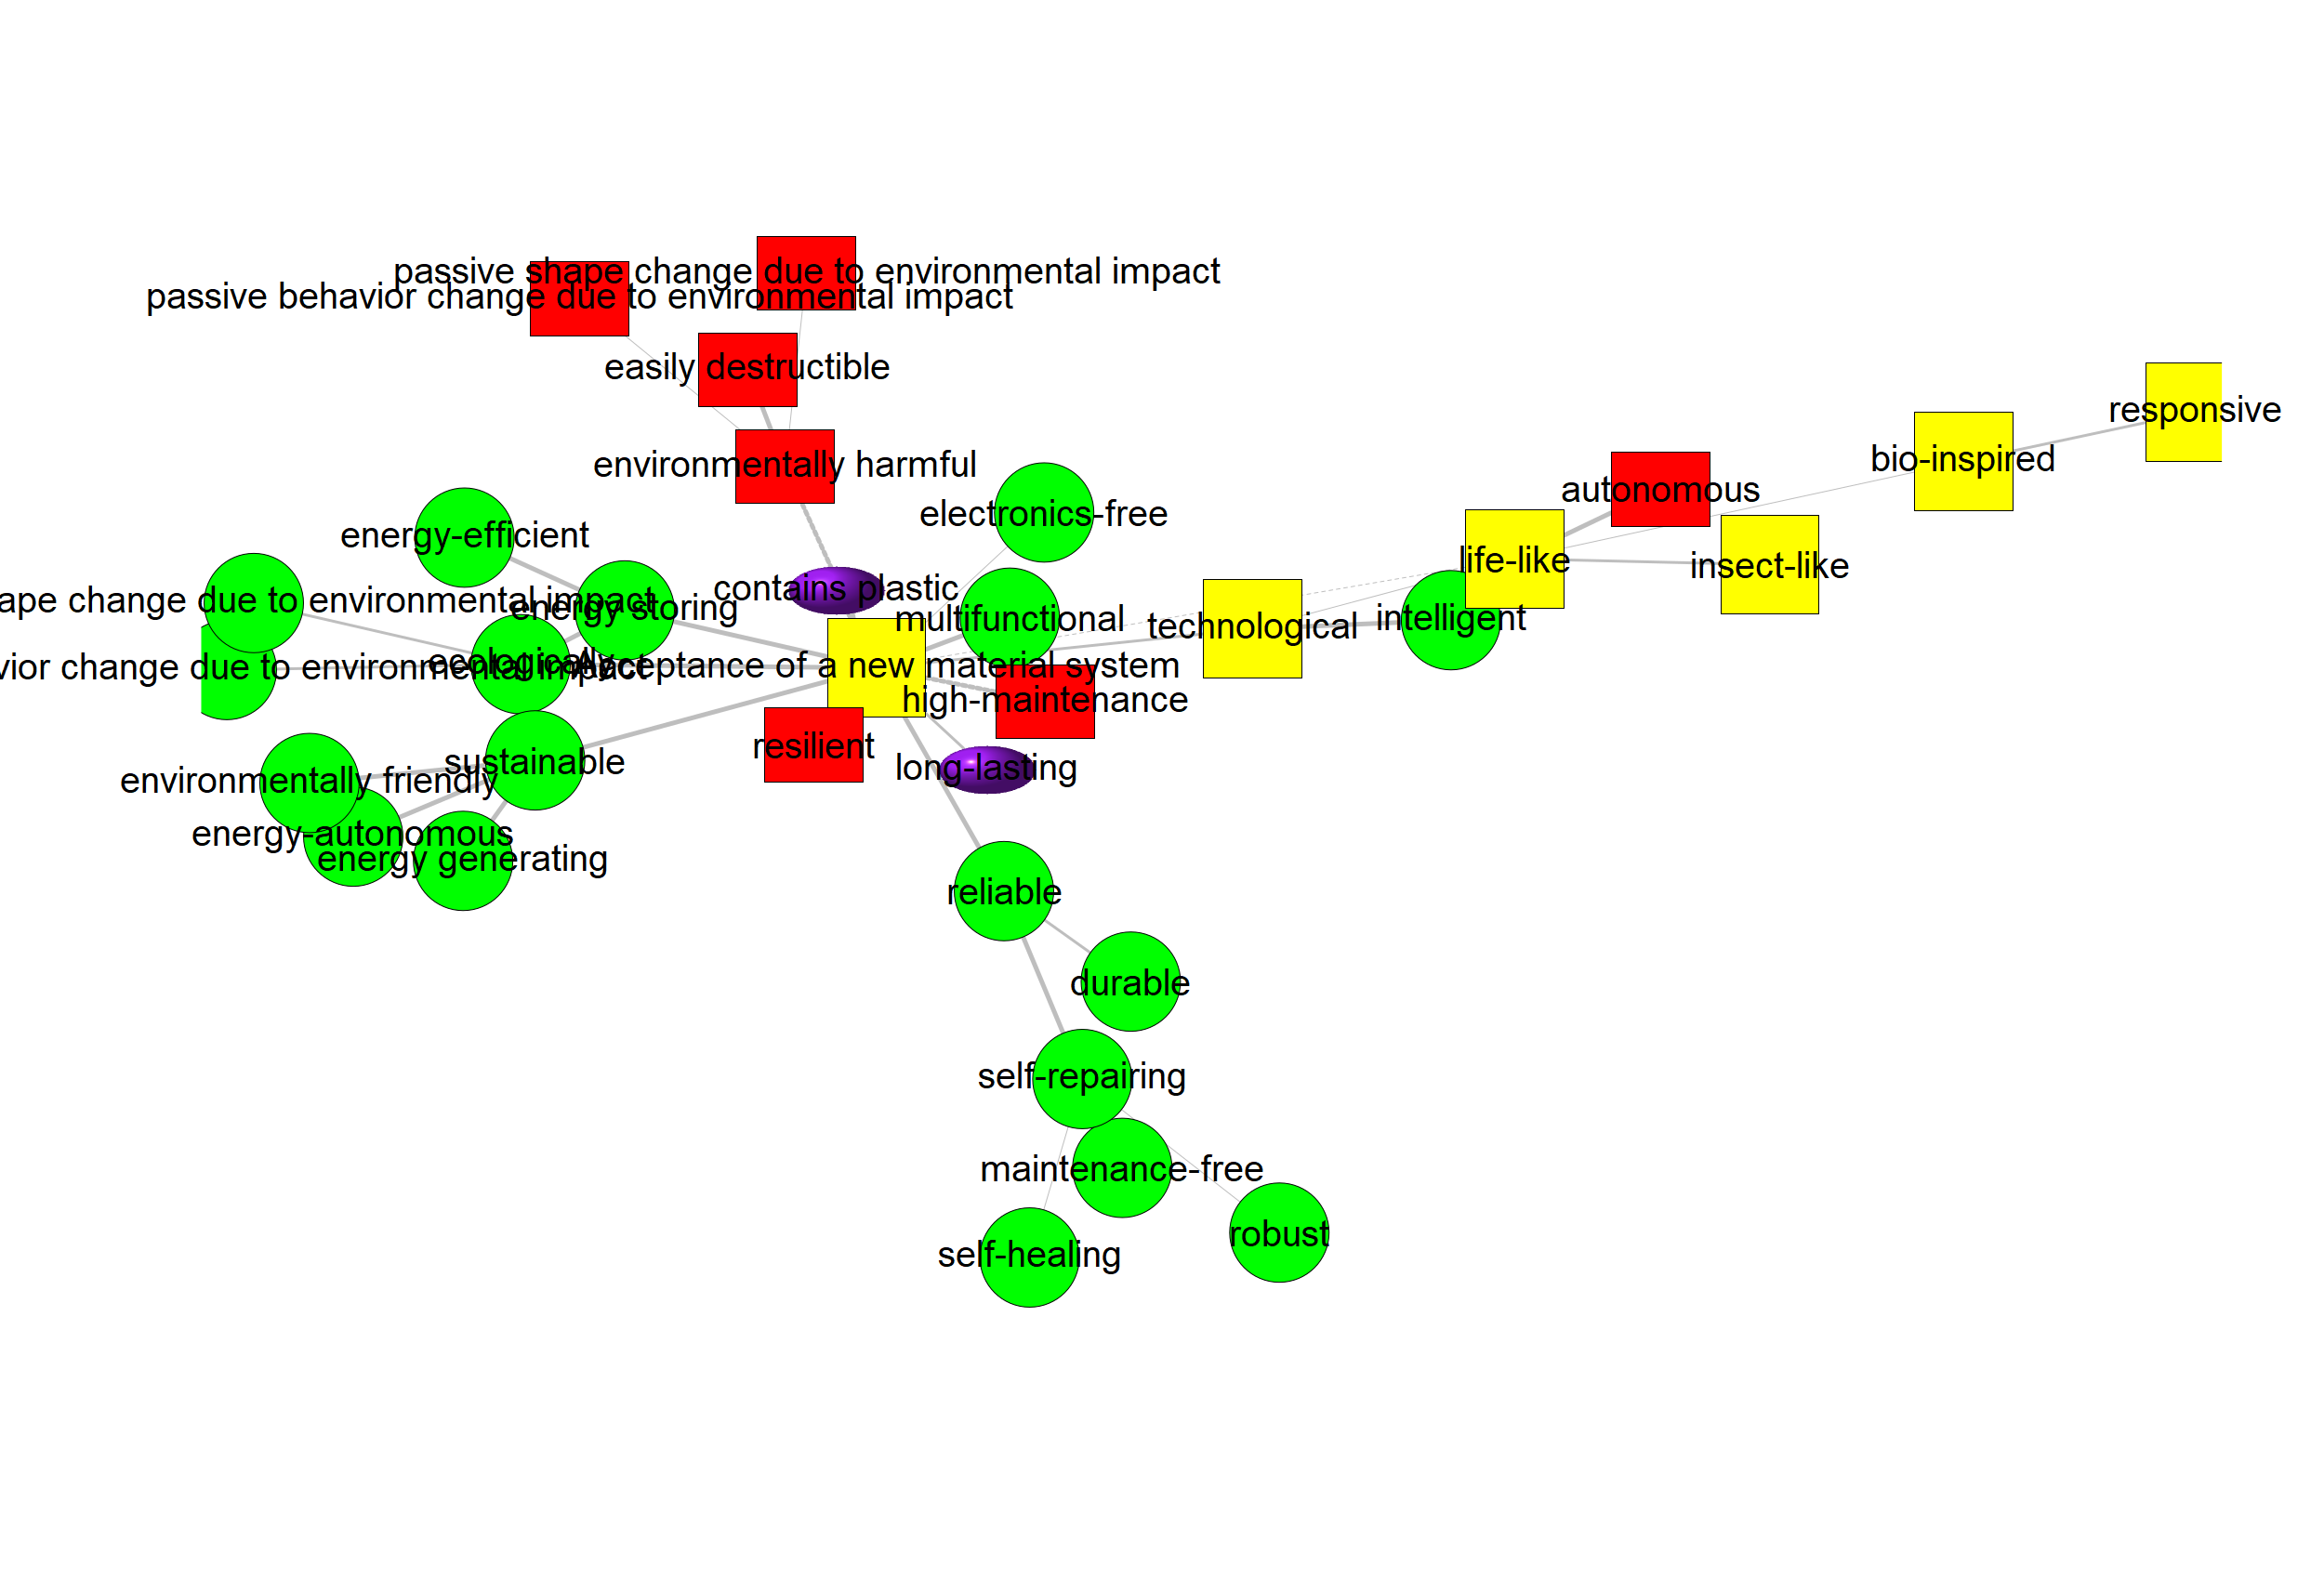 passive shape change due to environmental impact
passive behavior change due to environmental impact
easily destructible
responsive
bio-inspired
environmentally harmful
autonomous
electronics-free
energy-efficient
life-like
insect-like
contains plastic
ape change due to environmental impact
energy storing
multifunctional
technological
intelligent
ecologically
Acceptance of a new material system
vior change due to environmental impact
high-maintenance
resilient
sustainable
long-lasting
environmentally friendly
energy-autonomous
energy generating
reliable
durable
self-repairing
maintenance-free
robust
self-healing